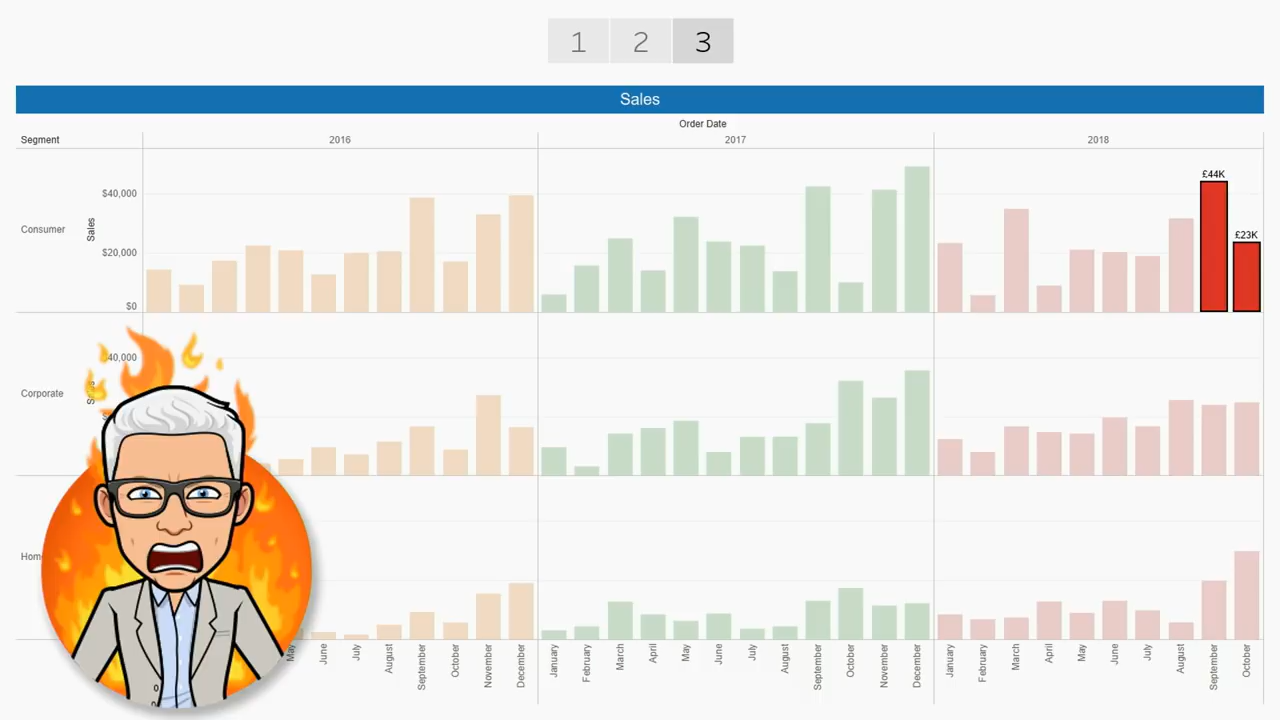 1 2 3
Sales
Order Date
Segment 2016 2017 2018
£44K
$40,000
Consumer
Sales
£23K
$20,000
$0
40,000
Corporate
Hom
May June July August September October November December January February March April May June July August September October November December January February March April May June July August September October